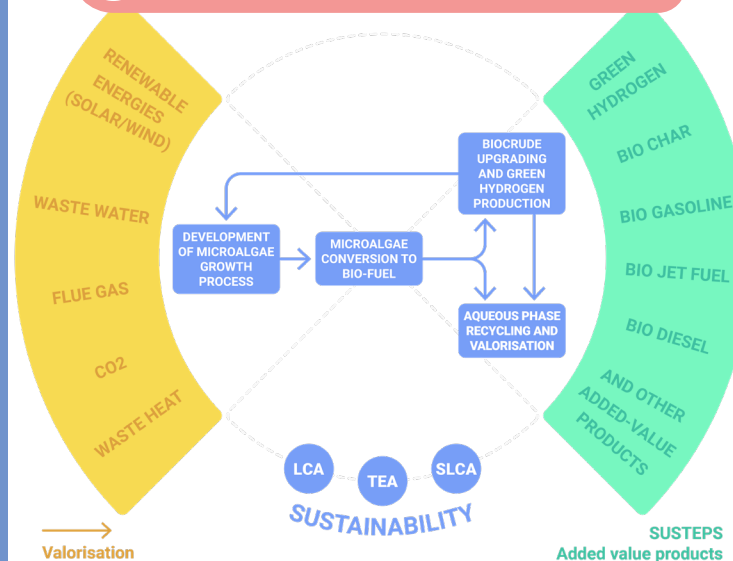 RENEWABLE
ENERGIES
(SOLAR/WIND)
WASTE WATER
FLUE GAS
CO2
WASTE HEAT
Valorisation
DEVELOPMENT
OF MICROALGAE
GROWTH
PROCESS
MICROALGAE
CONVERSION TO
BIO-FUEL
BIOCRUDE
UPGRADING
AND GREEN
HYDROGEN
PRODUCTION
AQUEOUS PHASE
RECYCLING AND
VALORISATION
LCA
TEA
SLCA
SUSTAINABILITY
GREEN
HYDROGEN
BIO CHAR
BIO GASOLINE
BIO JET FUEL
BIO DIESEL
AND OTHER
ADDED-VALUE
PRODUCTS
SUSTEPS
Added value products